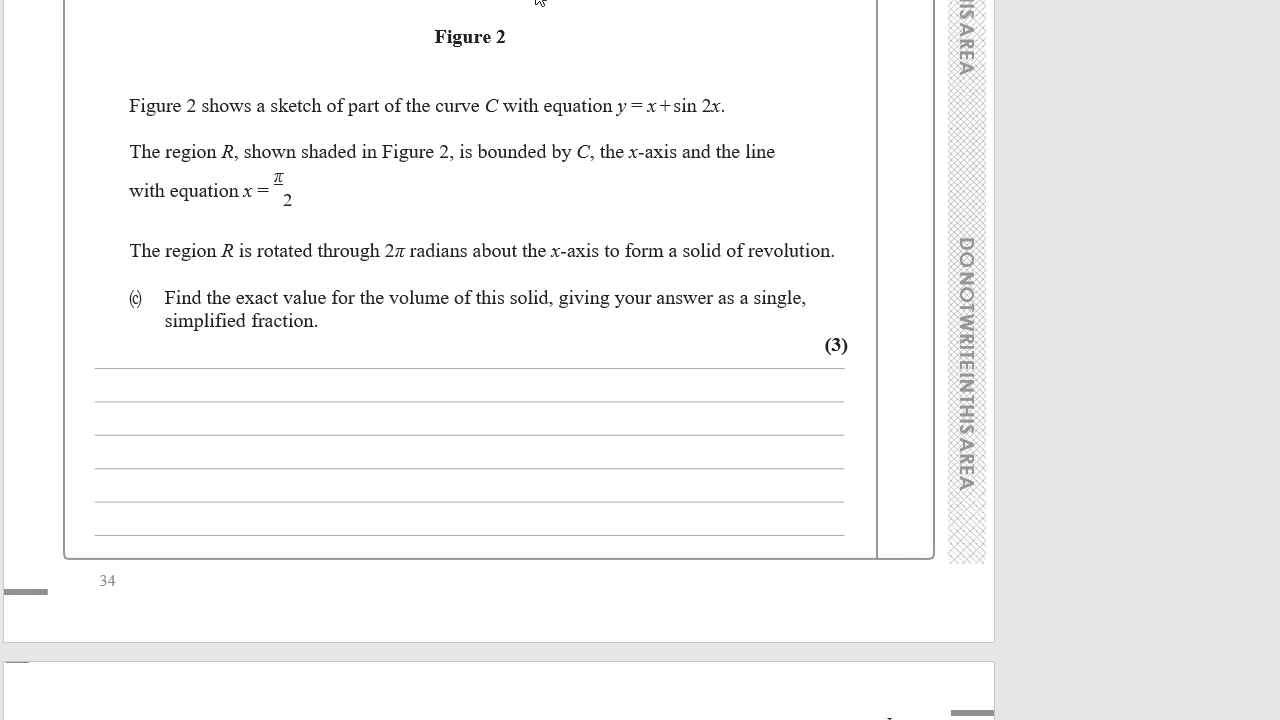 Figure 2
Figure 2 shows a sketch of part of the curve C with equation y = x + sin 2x.
The region R, shown shaded in Figure 2, is bounded by C, the x-axis and the line
with equation x = π/2
The region R is rotated through 2π radians about the x-axis to form a solid of revolution.
(c) Find the exact value for the volume of this solid, giving your answer as a single,
simplified fraction.
(3)
34
HIS AREA
DO NOT WRITE IN THIS AREA